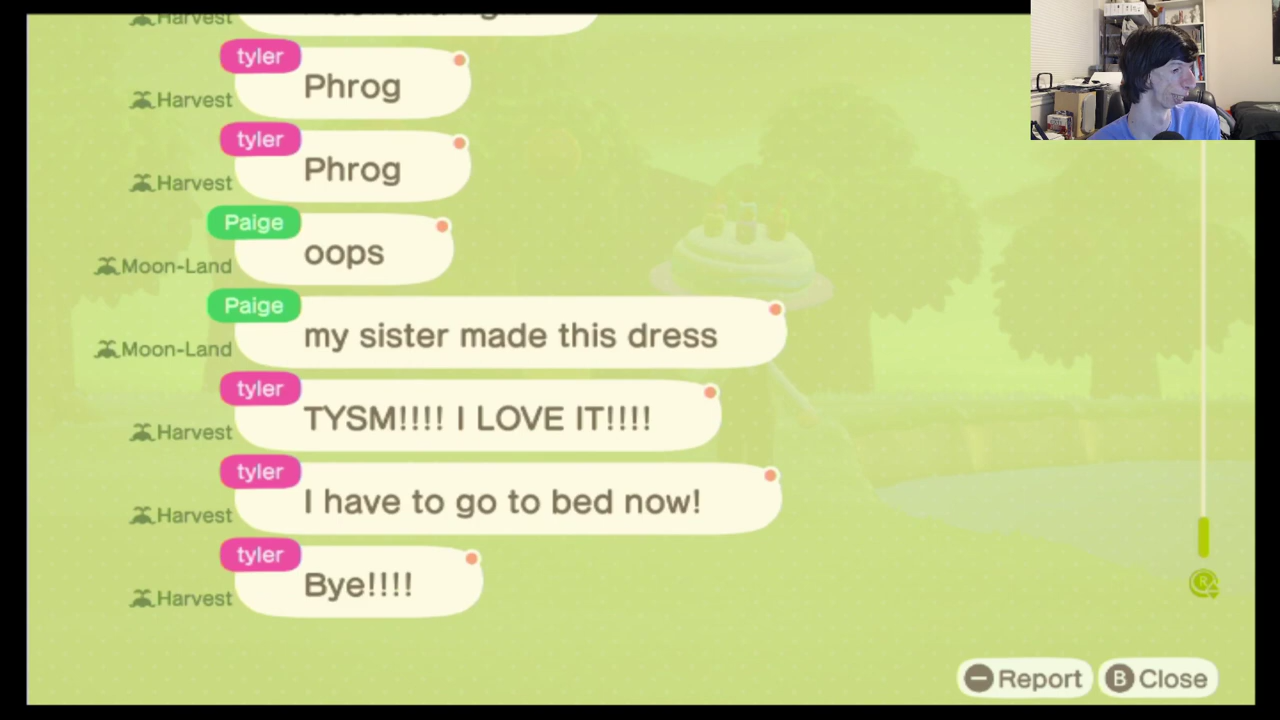 Harvest
tyler
Phrog
Harvest
tyler
Phrog
Harvest
Paige
oops
Moon-Land
Paige
my sister made this dress
Moon-Land
tyler
TYSM!!!! I LOVE IT!!!!
Harvest
tyler
I have to go to bed now!
Harvest
tyler
Bye!!!!
Harvest
R
Report
B Close